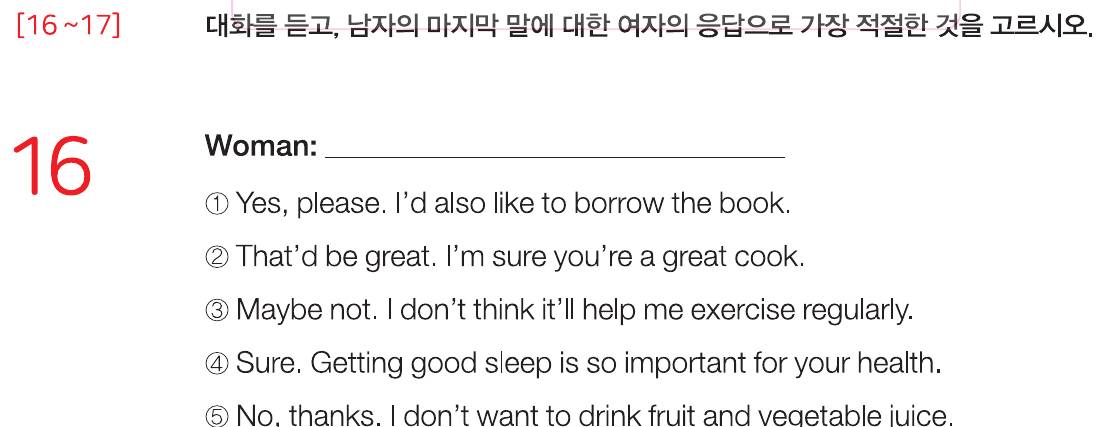 [16~17] 대화를 듣고, 남자의 마지막 말에 대한 여자의 응답으로 가장 적절한 것을 고르시오.
16 Woman: 
① Yes, please. I'd also like to borrow the book.
② That'd be great. I'm sure you're a great cook.
③ Maybe not. I don't think it'll help me exercise regularly.
④ Sure. Getting good sleep is so important for your health.
⑤ No, thanks. I don't want to drink fruit and vegetable juice.